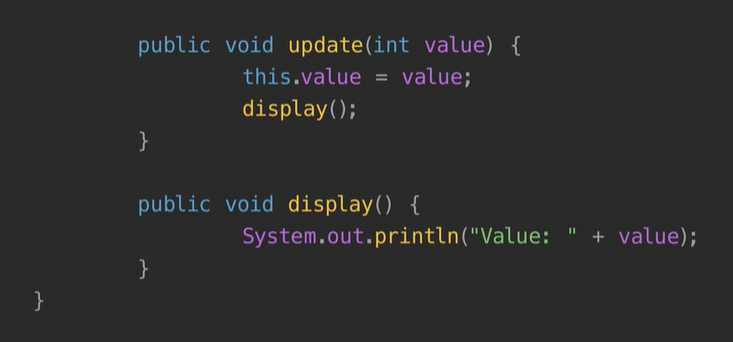 public void update(int value) {
this.value = value;
display();
}
public void display() {
System.out.println("Value: " + value);
}
}